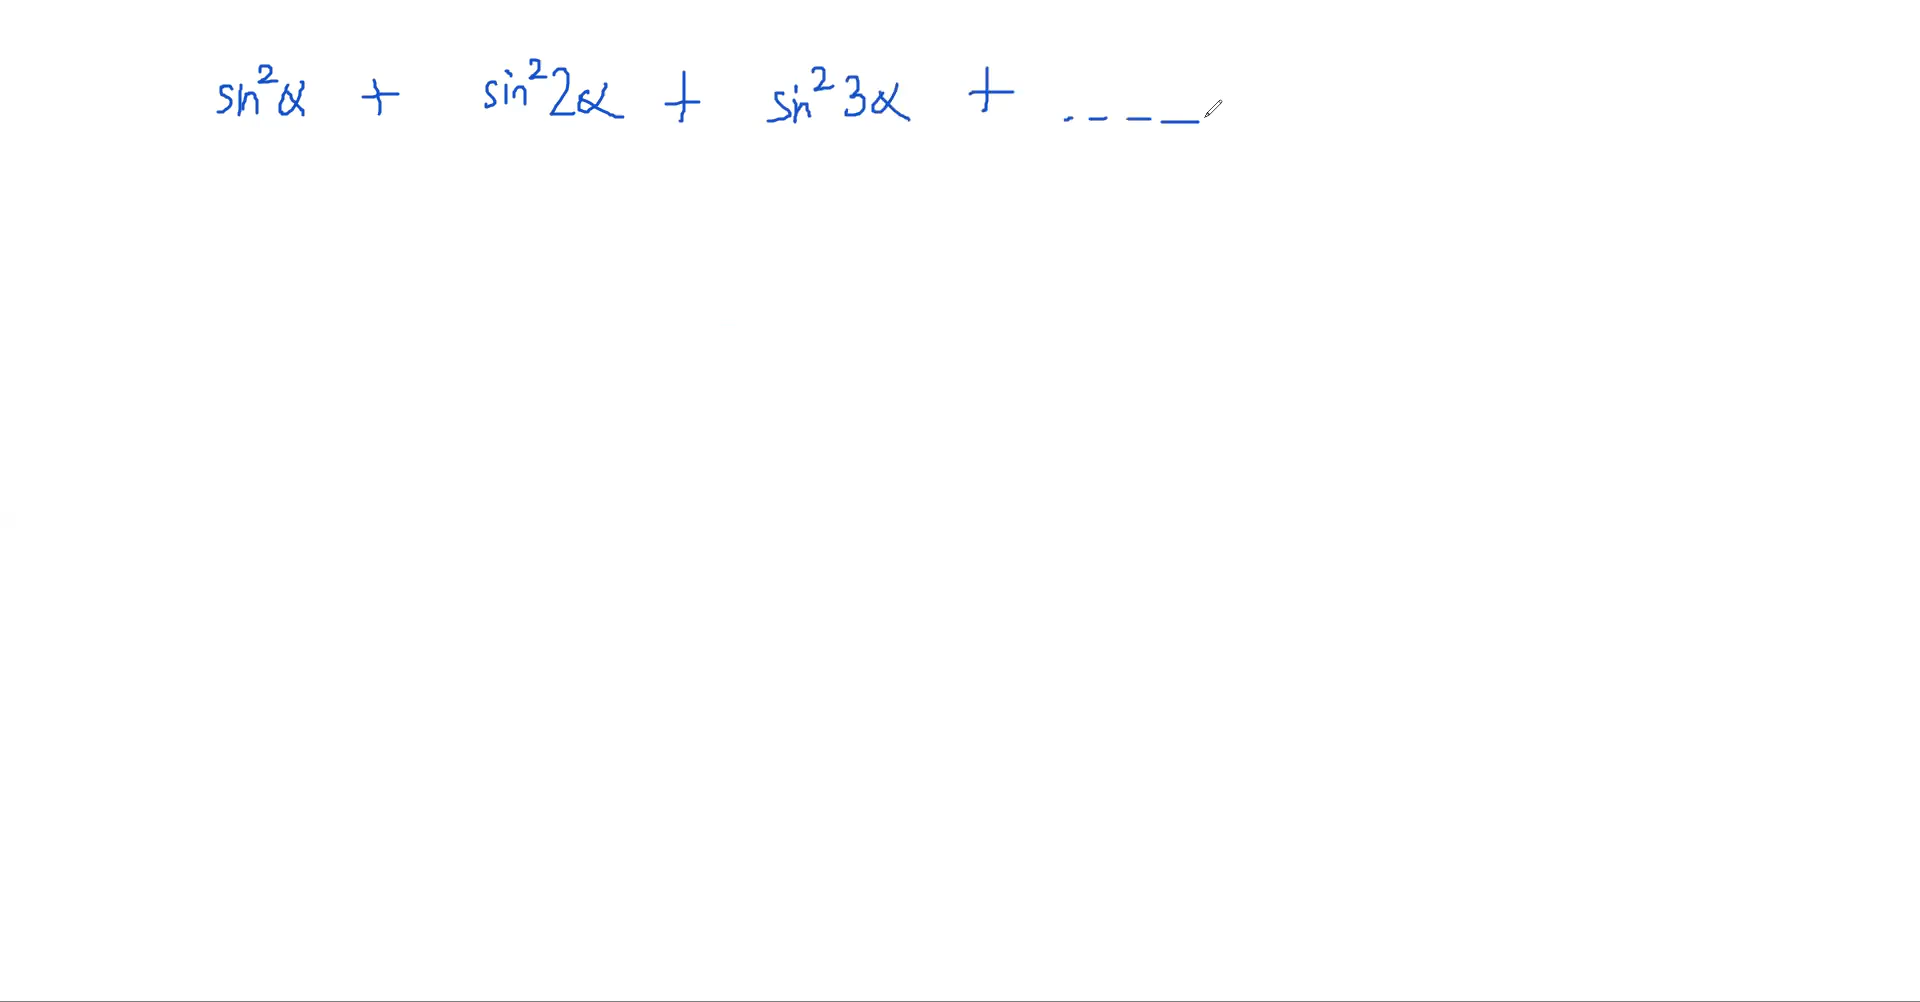 sin²α + sin²2α + sin²3α + ....